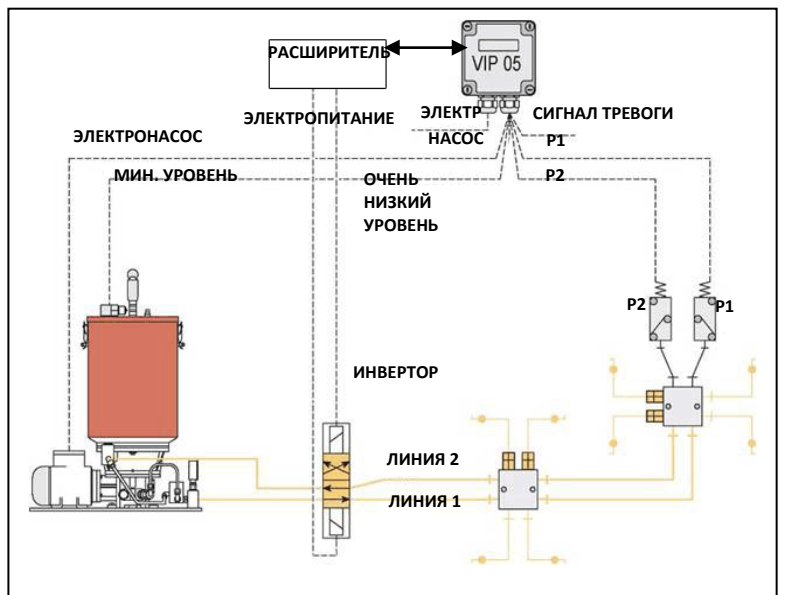 РАСШИРИТЕЛЬ
VIP 05
ЭЛЕКТРОПИТАНИЕ
ЭЛЕКТР
НАСОС
СИГНАЛ ТРЕВОГИ
ЭЛЕКТРОНАСОС
P1
МИН. УРОВЕНЬ
ОЧЕНЬ
НИЗКИЙ
УРОВЕНЬ
P2
P2
P1
ИНВЕРТОР
ЛИНИЯ 2
ЛИНИЯ 1